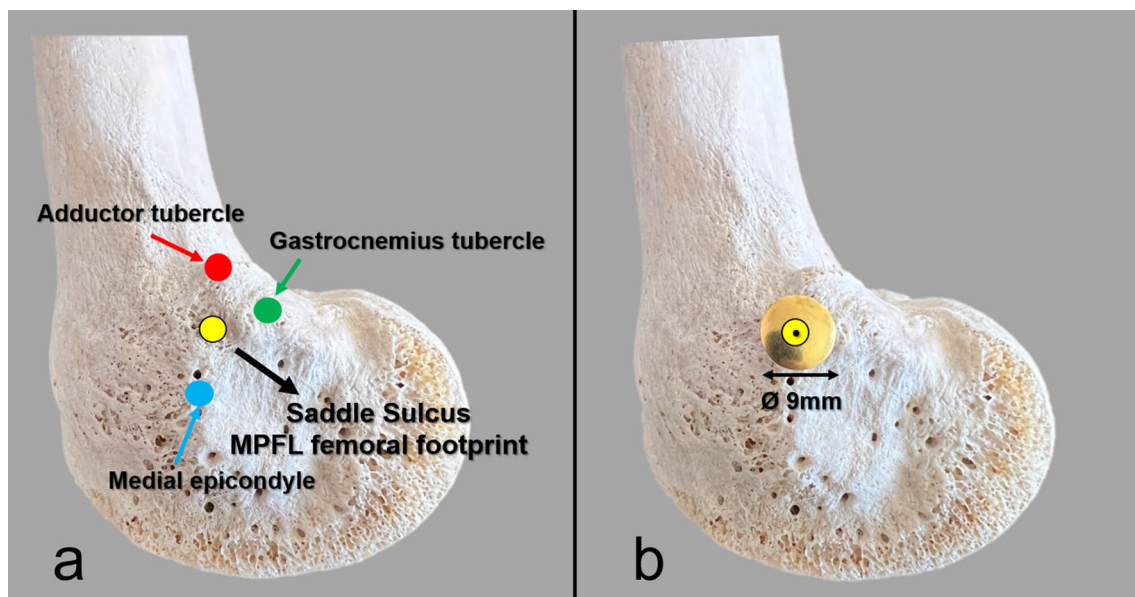 Adductor tubercle
Gastrocnemius tubercle
Saddle Sulcus
MPFL femoral footprint
Medial epicondyle
a
Ø 9mm
b